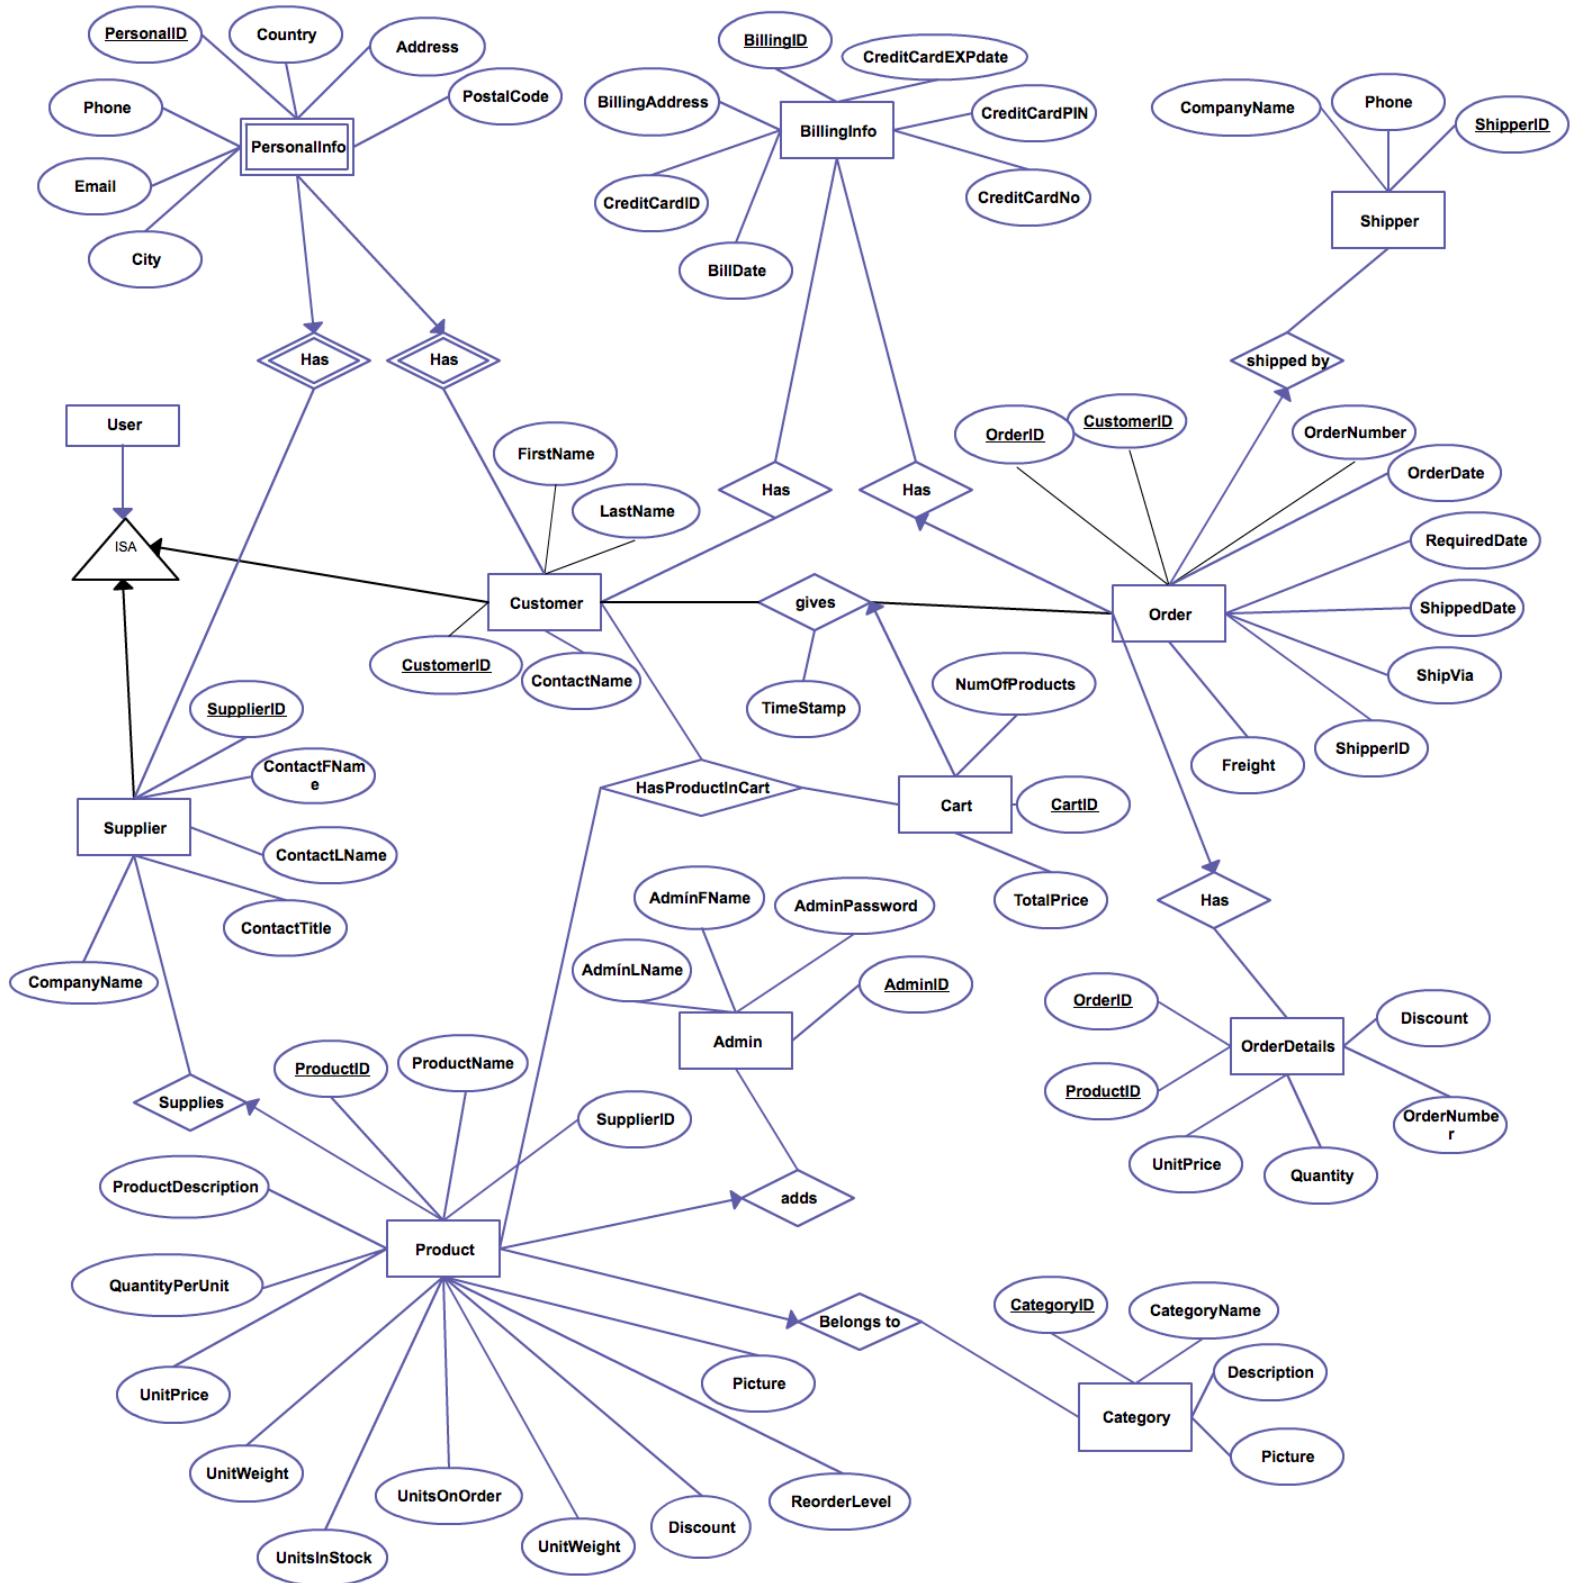 PersonalID
Country
Address
PostalCode
Phone
PersonalInfo
Email
City
BillingID
CreditCardEXPdate
BillingAddress
BillingInfo
CreditCardPIN
CreditCardID
CreditCardNo
BillDate
CompanyName
Phone
ShipperID
Shipper
Has
Has
shipped by
User
ISA
FirstName
LastName
Has
Has
OrderID
CustomerID
OrderNumber
OrderDate
RequiredDate
ShippedDate
ShipVia
ShipperID
Freight
Order
Customer
gives
CustomerID
ContactName
TimeStamp
NumOfProducts
SupplierID
ContactFNam
e
Supplier
ContactLName
ContactTitle
CompanyName
HasProductInCart
Cart
CartID
TotalPrice
Has
AdmínFName
AdminPassword
AdmínLName
AdminID
Admin
OrderID
Discount
OrderDetails
ProductID
OrderNumbe
r
UnitPrice
Quantity
Supplies
ProductID
ProductName
SupplierID
adds
ProductDescription
Product
QuantityPerUnit
Belongs to
CategoryID
CategoryName
Description
Category
Picture
UnitPrice
Picture
UnitWeight
UnitsOnOrder
ReorderLevel
Discount
UnitWeight
UnitsInStock